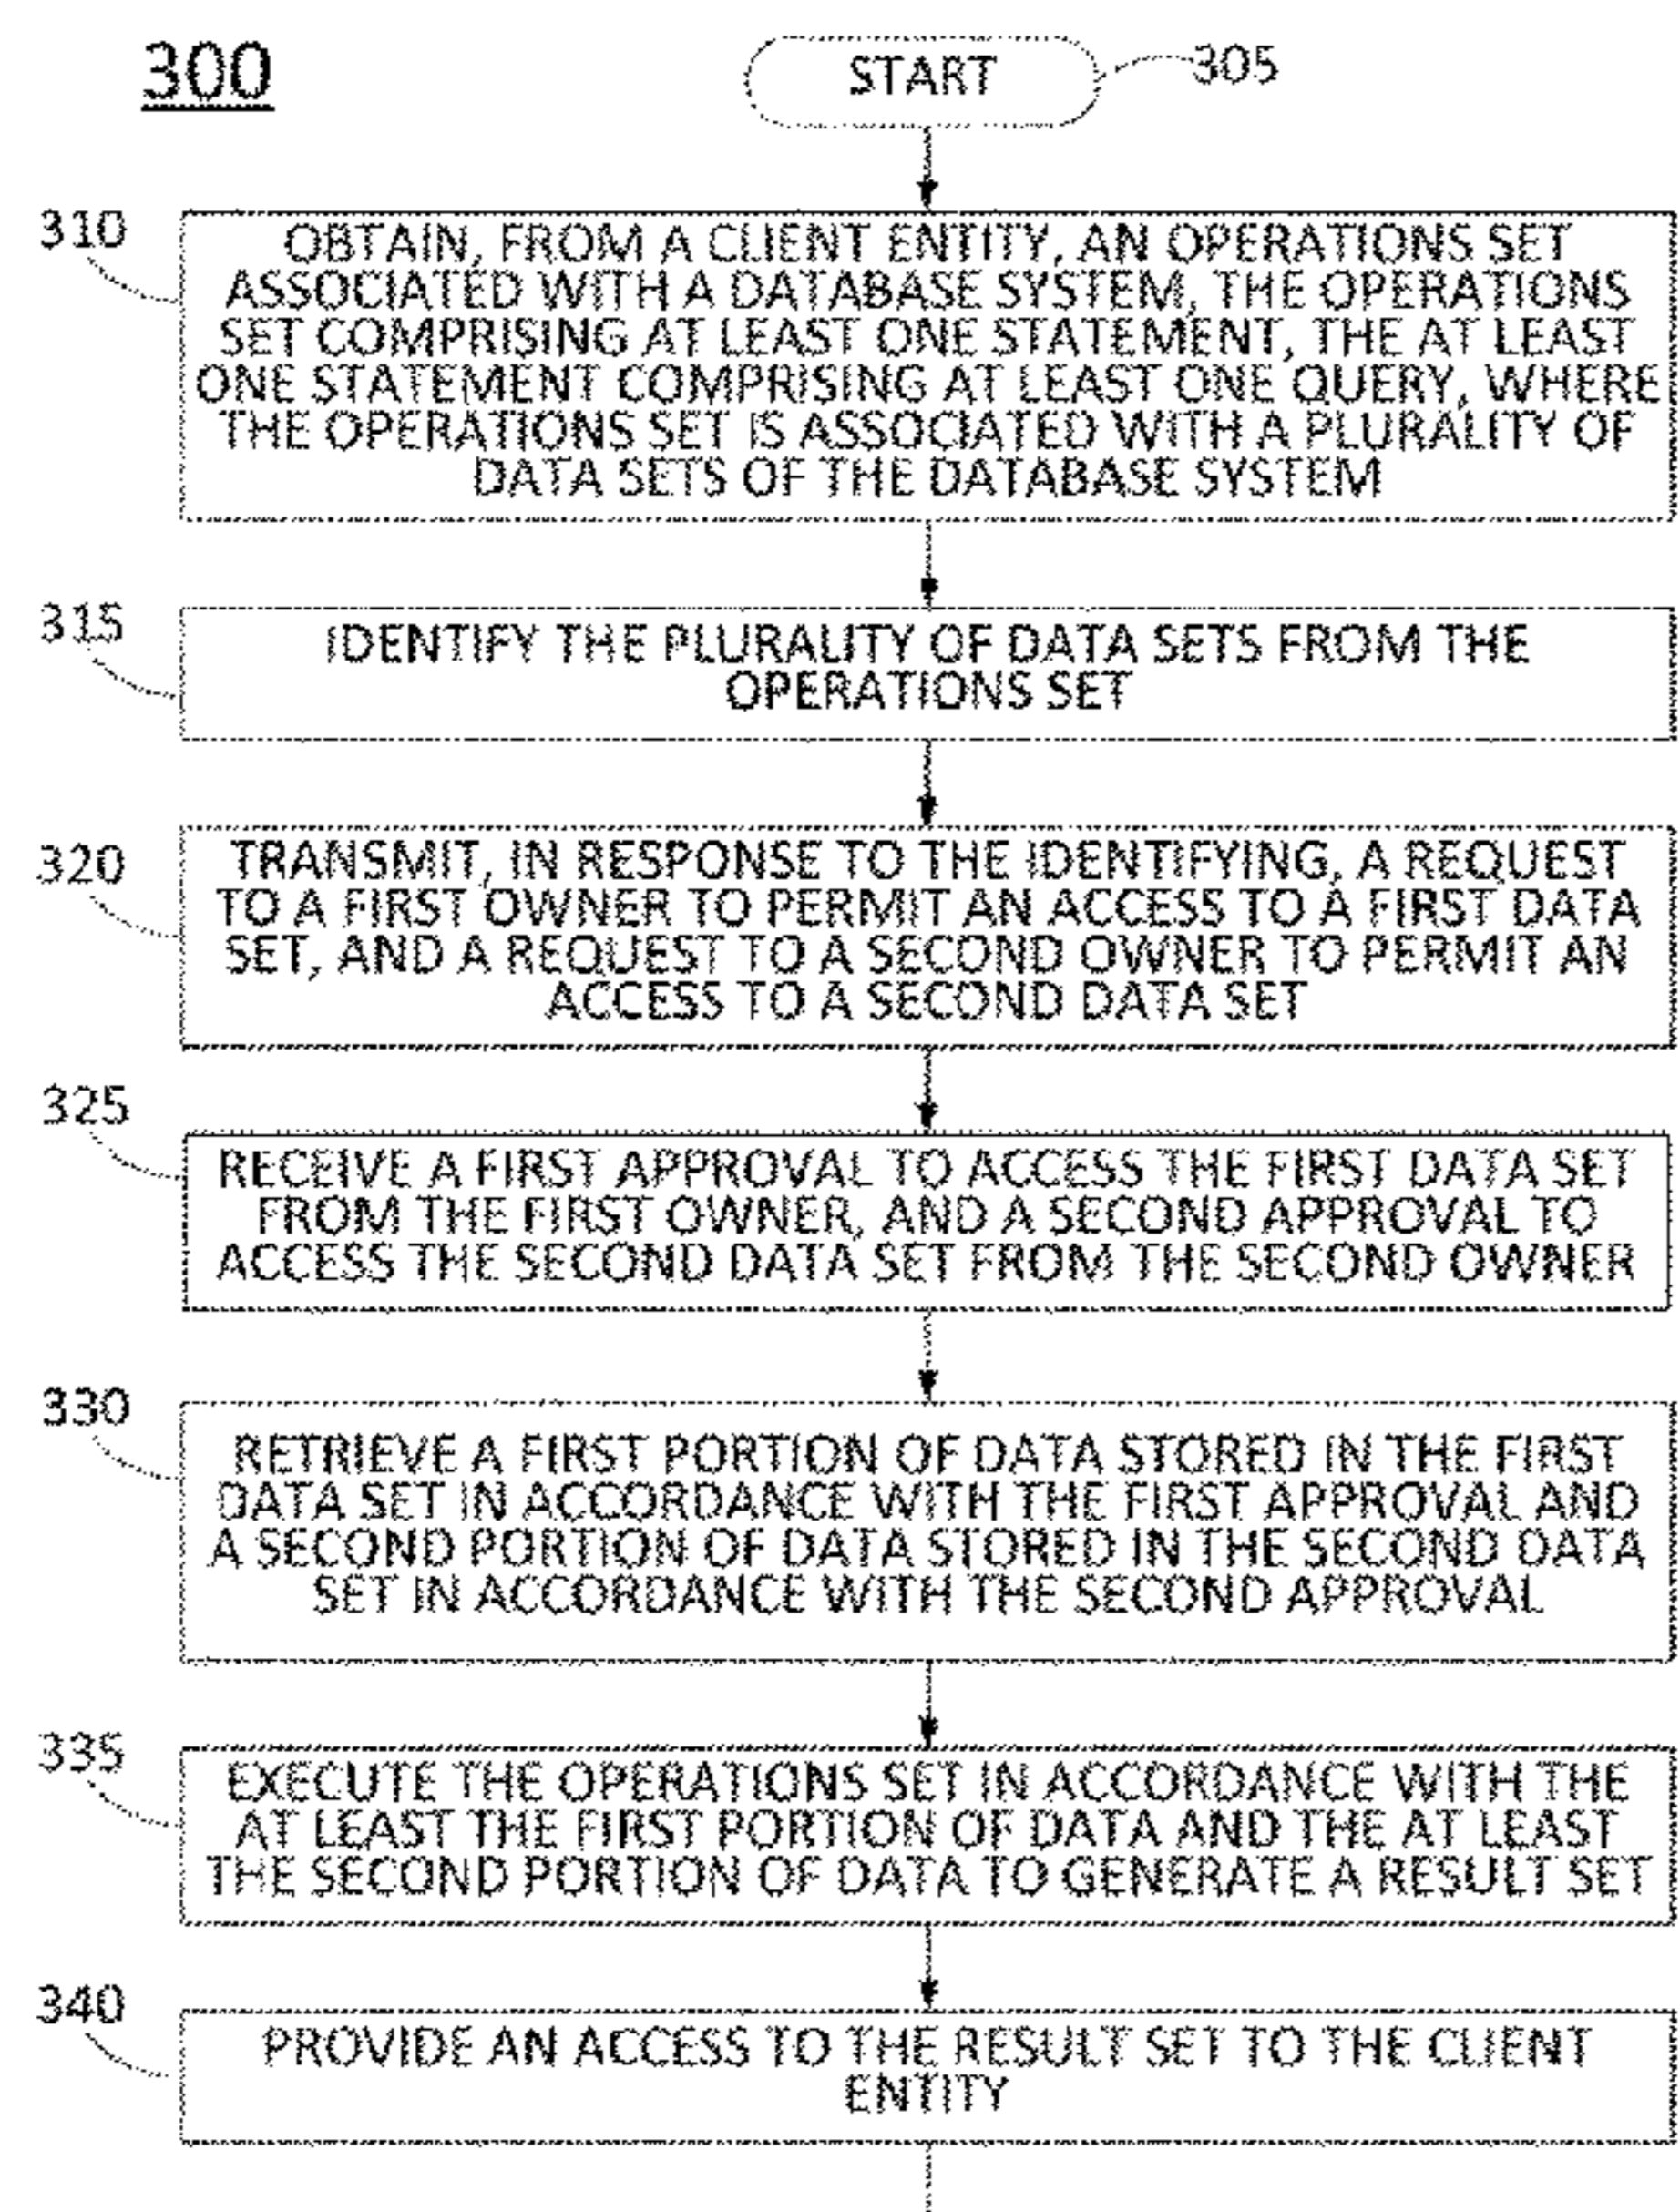 300
START
305
310
OBTAIN, FROM A CLIENT ENTITY, AN OPERATIONS SET
ASSOCIATED WITH A DATABASE SYSTEM, THE OPERATIONS
SET COMPRISING AT LEAST ONE STATEMENT, THE AT LEAST
ONE STATEMENT COMPRISING AT LEAST ONE QUERY, WHERE
THE OPERATIONS SET IS ASSOCIATED WITH A PLURALITY OF
DATA SETS OF THE DATABASE SYSTEM
315
IDENTIFY THE PLURALITY OF DATA SETS FROM THE
OPERATIONS SET
320
TRANSMIT, IN RESPONSE TO THE IDENTIFYING, A REQUEST
TO A FIRST OWNER TO PERMIT AN ACCESS TO A FIRST DATA
SET, AND A REQUEST TO A SECOND OWNER TO PERMIT AN
ACCESS TO A SECOND DATA SET
325
RECEIVE A FIRST APPROVAL TO ACCESS THE FIRST DATA SET
FROM THE FIRST OWNER, AND A SECOND APPROVAL TO
ACCESS THE SECOND DATA SET FROM THE SECOND OWNER
330
RETRIEVE A FIRST PORTION OF DATA STORED IN THE FIRST
DATA SET IN ACCORDANCE WITH THE FIRST APPROVAL AND
A SECOND PORTION OF DATA STORED IN THE SECOND DATA
SET IN ACCORDANCE WITH THE SECOND APPROVAL
335
EXECUTE THE OPERATIONS SET IN ACCORDANCE WITH THE
AT LEAST THE FIRST PORTION OF DATA AND THE AT LEAST
THE SECOND PORTION OF DATA TO GENERATE A RESULT SET
340
PROVIDE AN ACCESS TO THE RESULT SET TO THE CLIENT
ENTITY